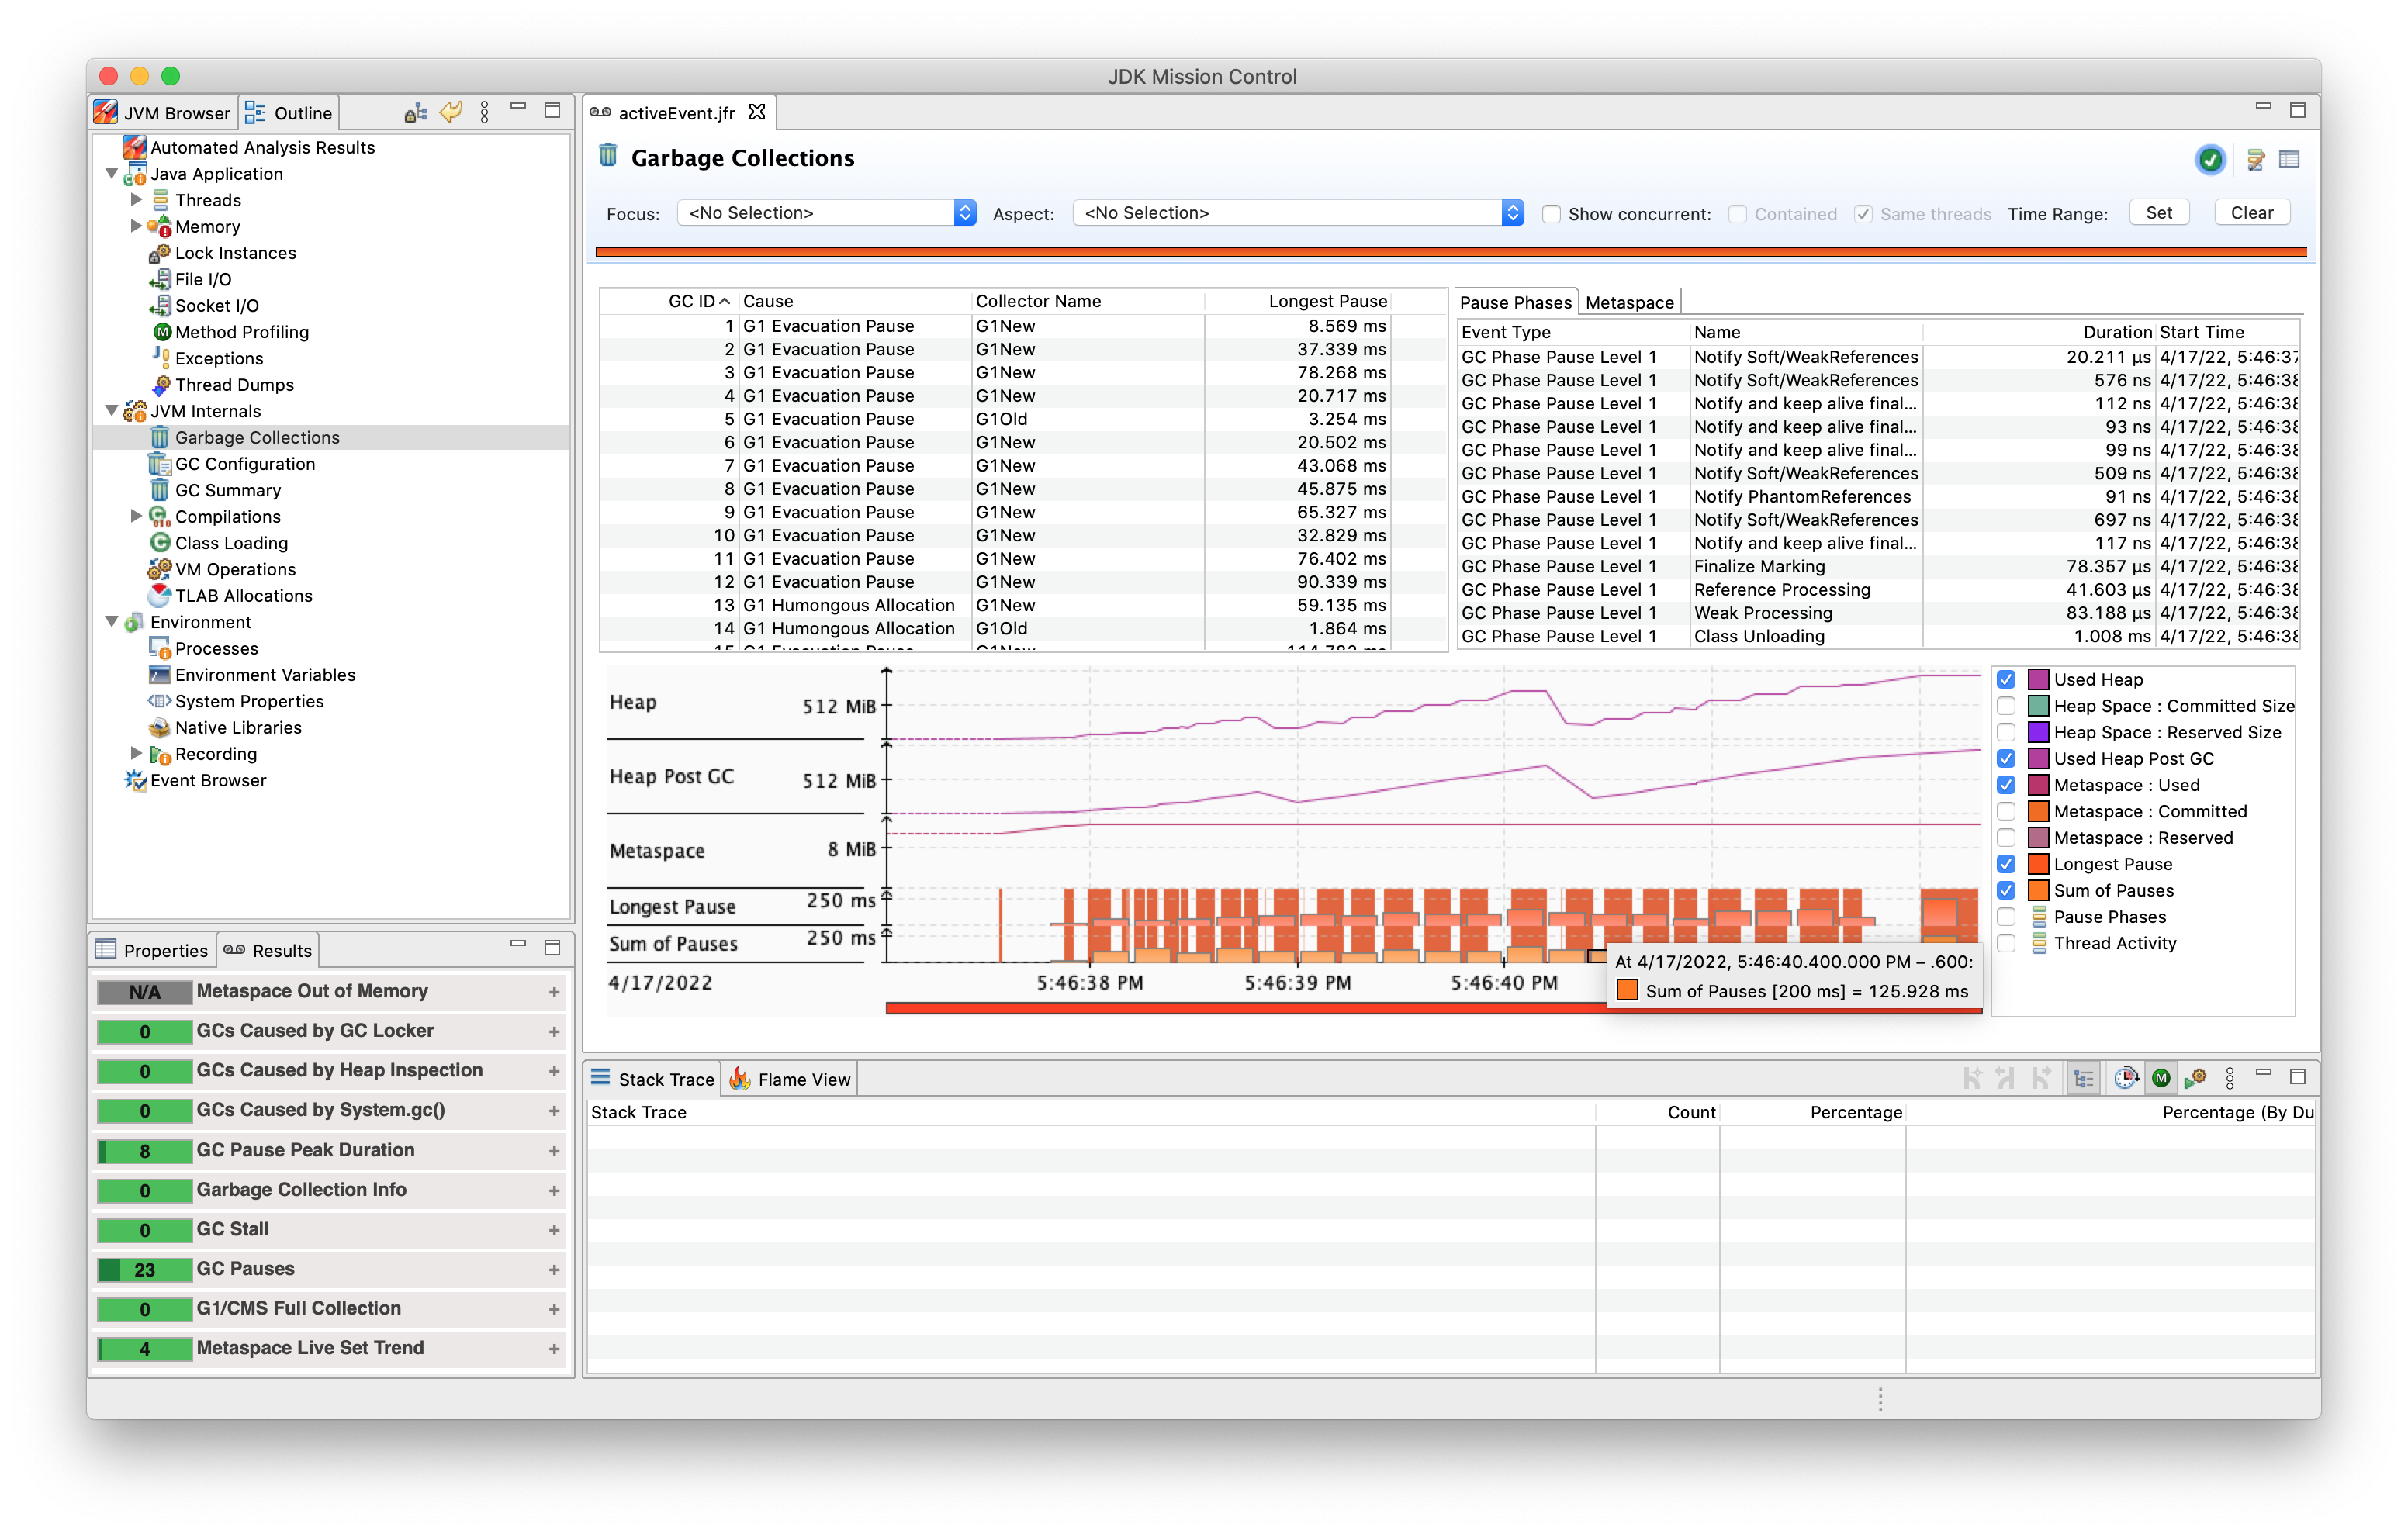 JDK Mission Control
JVM Browser
Outline
Automated Analysis Results
Java Application
Threads
Memory
Lock Instances
File I/O
Socket I/O
Method Profiling
Exceptions
Thread Dumps
JVM Internals
Garbage Collections
GC Configuration
GC Summary
Compilations
Class Loading
VM Operations
TLAB Allocations
Environment
Processes
Environment Variables
System Properties
Native Libraries
Recording
Event Browser
Properties
Results
N/A Metaspace Out of Memory +
0 GCs Caused by GC Locker +
0 GCs Caused by Heap Inspection +
0 GCs Caused by System.gc() +
8 GC Pause Peak Duration +
0 Garbage Collection Info +
0 GC Stall +
23 GC Pauses +
0 G1/CMS Full Collection +
4 Metaspace Live Set Trend +
activeEvent.jfr
Garbage Collections
Focus: <No Selection> Aspect: <No Selection> Show concurrent: Contained Same threads Time Range: Set Clear
GC ID Cause Collector Name Longest Pause
1 G1 Evacuation Pause G1New 8.569 ms
2 G1 Evacuation Pause G1New 37.339 ms
3 G1 Evacuation Pause G1New 78.268 ms
4 G1 Evacuation Pause G1New 20.717 ms
5 G1 Evacuation Pause G1Old 3.254 ms
6 G1 Evacuation Pause G1New 20.502 ms
7 G1 Evacuation Pause G1New 43.068 ms
8 G1 Evacuation Pause G1New 45.875 ms
9 G1 Evacuation Pause G1New 65.327 ms
10 G1 Evacuation Pause G1New 32.829 ms
11 G1 Evacuation Pause G1New 76.402 ms
12 G1 Evacuation Pause G1New 90.339 ms
13 G1 Humongous Allocation G1New 59.135 ms
14 G1 Humongous Allocation G1Old 1.864 ms
Pause Phases Metaspace
Event Type Name Duration Start Time
GC Phase Pause Level 1 Notify Soft/WeakReferences 20.211 µs 4/17/22, 5:46:37
GC Phase Pause Level 1 Notify Soft/WeakReferences 576 ns 4/17/22, 5:46:38
GC Phase Pause Level 1 Notify and keep alive final... 112 ns 4/17/22, 5:46:38
GC Phase Pause Level 1 Notify and keep alive final... 93 ns 4/17/22, 5:46:38
GC Phase Pause Level 1 Notify and keep alive final... 99 ns 4/17/22, 5:46:38
GC Phase Pause Level 1 Notify Soft/WeakReferences 509 ns 4/17/22, 5:46:38
GC Phase Pause Level 1 Notify PhantomReferences 91 ns 4/17/22, 5:46:38
GC Phase Pause Level 1 Notify Soft/WeakReferences 697 ns 4/17/22, 5:46:38
GC Phase Pause Level 1 Notify and keep alive final... 117 ns 4/17/22, 5:46:38
GC Phase Pause Level 1 Finalize Marking 78.357 µs 4/17/22, 5:46:38
GC Phase Pause Level 1 Reference Processing 41.603 µs 4/17/22, 5:46:38
GC Phase Pause Level 1 Weak Processing 83.188 µs 4/17/22, 5:46:38
GC Phase Pause Level 1 Class Unloading 1.008 ms 4/17/22, 5:46:38
Heap 512 MiB
Heap Post GC 512 MiB
Metaspace 8 MiB
Longest Pause 250 ms
Sum of Pauses 250 ms
4/17/2022 5:46:38 PM 5:46:39 PM 5:46:40 PM
At 4/17/2022, 5:46:40.400.000 PM – .600:
Sum of Pauses [200 ms] = 125.928 ms
Used Heap
Heap Space : Committed Size
Heap Space : Reserved Size
Used Heap Post GC
Metaspace : Used
Metaspace : Committed
Metaspace : Reserved
Longest Pause
Sum of Pauses
Pause Phases
Thread Activity
Stack Trace Flame View
Stack Trace Count Percentage Percentage (By Du